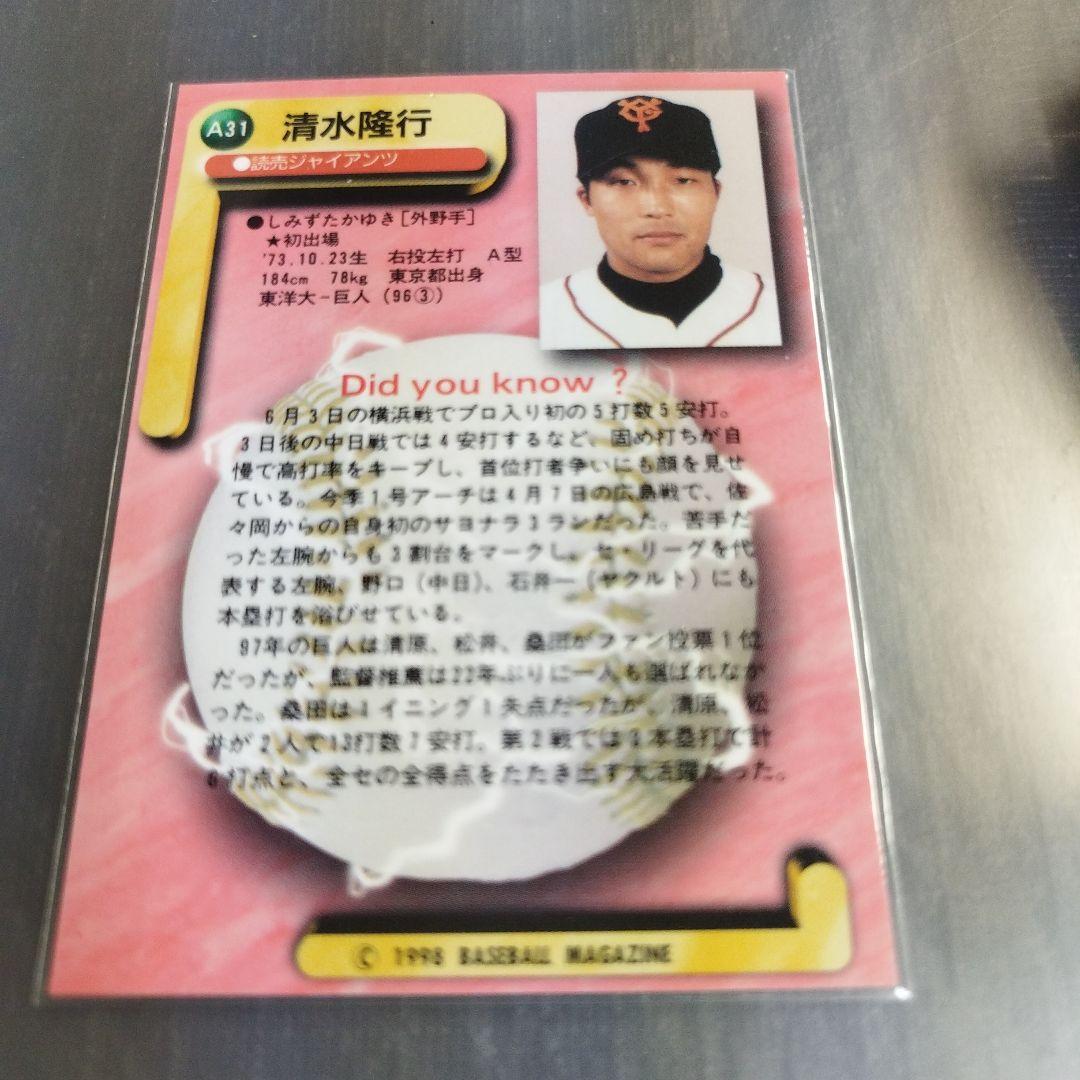 A31 清水隆行
●読売ジャイアンツ
●しみずたかゆき[外野手]
★初出場
'73.10.23生 右投左打 A型
184cm 78kg 東京都出身
東洋大-巨人(96③))
Did you know ?
6月3日の横浜戦でプロ入り初の5打数5安打。
3日後の中日戦では4安打するなど、固め打ちが自
慢で高打率をキープし、首位打者争いにも顔を見せ
ている。今季1号アーチは4月7日の広島戦で、佐
々岡からの自身初のサヨナラ3ランだった。苦手だ
った左腕からも3割台をマークし、セ・リーグを代
表する左腕、野口(中日)、石井一(ヤクルト)にも
本塁打を浴びせている。
97年の巨人は清原、松井、桑田がファン投票1位
だったが、監督推薦は22年ぶりに一人も選ばれなか
った。桑田は1イニング1失点だったが、清原、松
井が2人で13打数7安打。第2戦では 本塁打で計
6打点と、全セの全得点をたたき出す大活躍だった。
© 1998 BASEBALL MAGAZINE